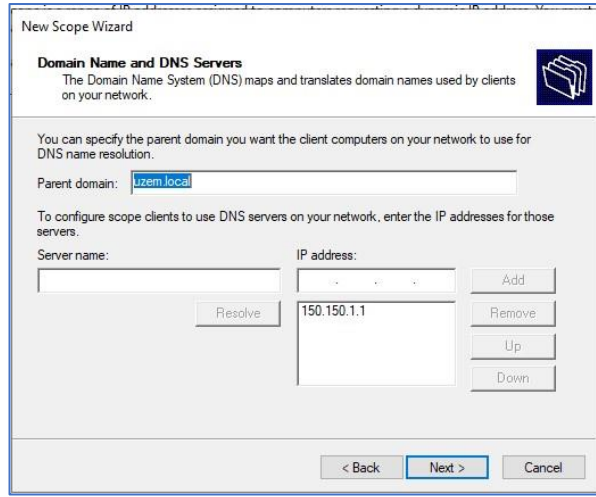 New Scope Wizard
Domain Name and DNS Servers
The Domain Name System (DNS) maps and translates domain names used by clients
on your network.
You can specify the parent domain you want the client computers on your network to use for
DNS name resolution.
Parent domain: uzem.local
To configure scope clients to use DNS servers on your network, enter the IP addresses for those
servers.
Server name: IP address:
Add
Resolve 150.150.1.1 Remove
Up
Down
< Back Next > Cancel